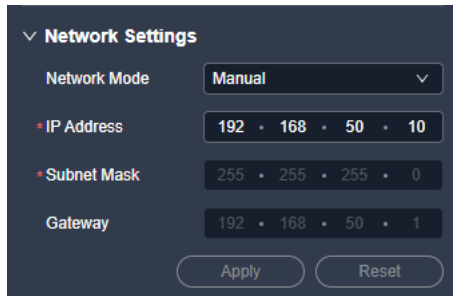 Network Settings
Network Mode Manual
* IP Address 192 . 168 . 50 . 10
* Subnet Mask 255 . 255 . 255 . 0
Gateway 192 . 168 . 50 . 1
Apply Reset